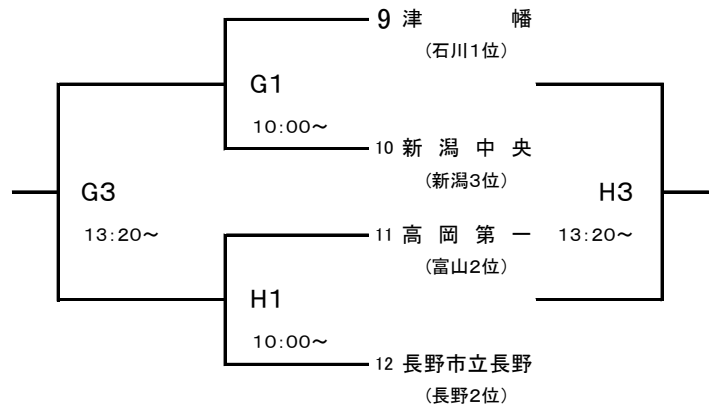 9 津　幡
(石川1位)
G1
10:00～
10 新潟中央
(新潟3位)
G3
H3
13:20～
11 高岡第一
13:20～
(富山2位)
H1
10:00～
12 長野市立長野
(長野2位)